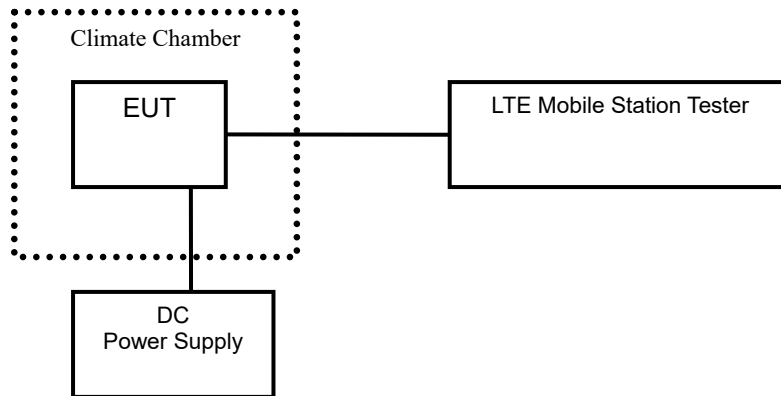 Climate Chamber
EUT
LTE Mobile Station Tester
DC
Power Supply